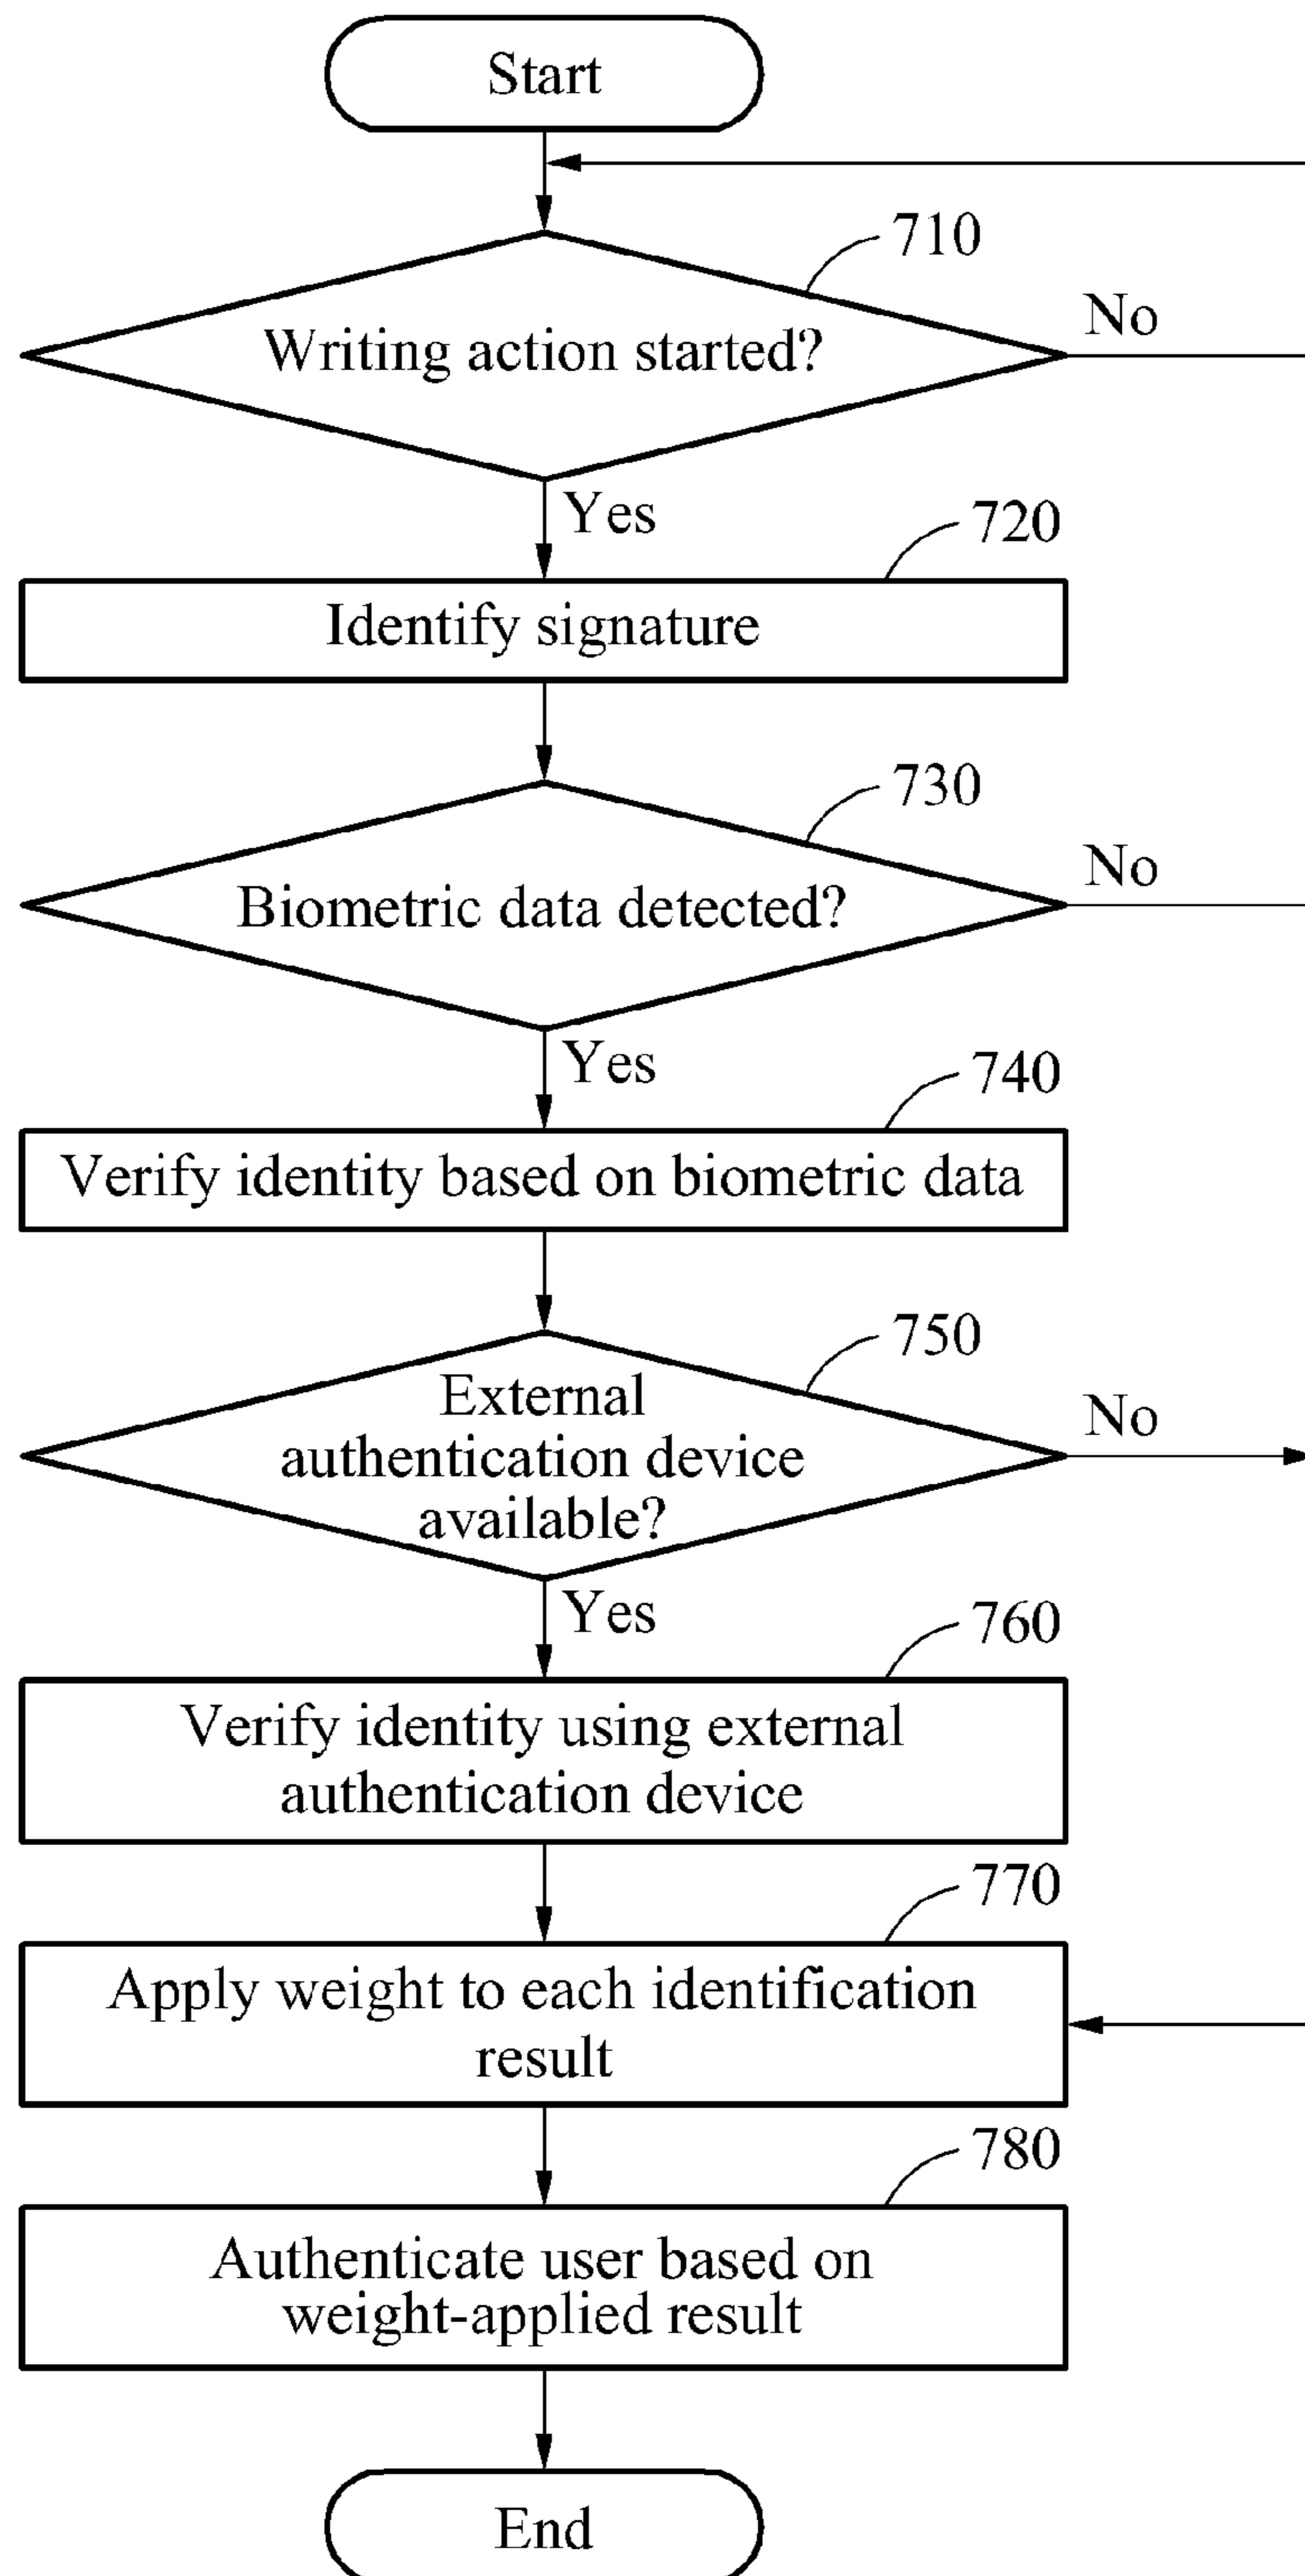 Start
710
Writing action started?
No
Yes
720
Identify signature
730
Biometric data detected?
No
Yes
740
Verify identity based on biometric data
750
External
authentication device
available?
No
Yes
760
Verify identity using external
authentication device
770
Apply weight to each identification
result
780
Authenticate user based on
weight-applied result
End